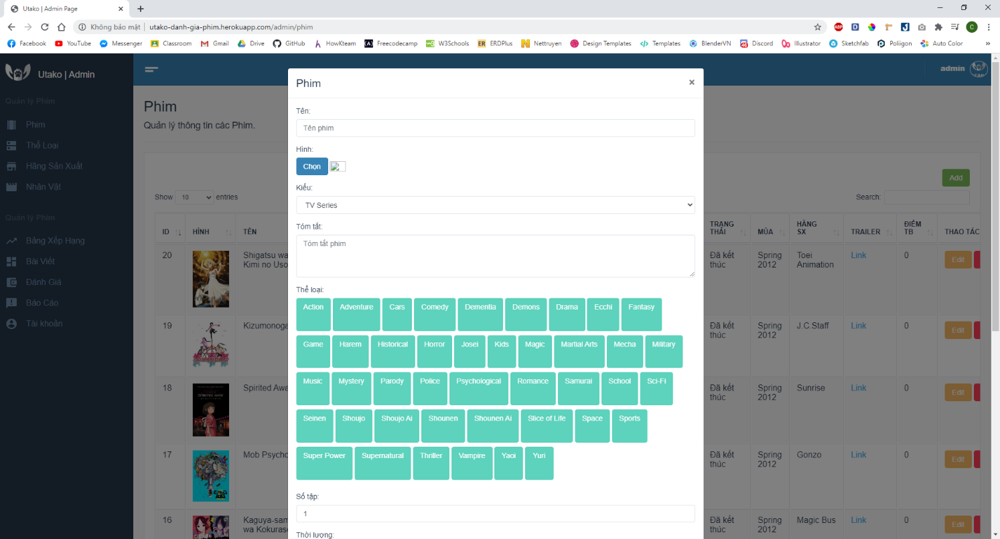 Utako | Admin Page
Không bảo mật | utako-danh-gia-phim.herokuapp.com/admin/phim
ABP
D
J
C
Facebook YouTube Messenger Classroom Gmail Drive GitHub HowKteam Freecodecamp W3Schools ERDPlus Nettruyen Design Templates Templates BlenderVN Discord Illustrator Sketchfab Poliigon Auto Color »
Utako | Admin
admin
Quản lý Phim
Phim
Thể Loại
Hãng Sản Xuất
Nhân Vật
Quản lý Phim
Bảng Xếp Hạng
Bài Viết
Đánh Giá
Báo Cáo
Tài khoản
Phim
Quản lý thông tin các Phim.
Add
Show 10 entries
Search:
ID HÌNH TÊN
TRẠNG THÁI MÙA HÃNG SX TRAILER ĐIỂM TB THAO TÁC
20 Shigatsu wa
Kimi no Uso
Đã kết thúc Spring 2012 Toei Animation Link 0 Edit
19 Kizumonoga
Đã kết thúc Spring 2012 J.C.Staff Link 0 Edit
18 Spirited Awa
Đã kết thúc Spring 2012 Sunrise Link 0 Edit
17 Mob Psycho
Đã kết thúc Spring 2012 Gonzo Link 0 Edit
16 Kaguya-sam
wa Kokuras
Đã kết thúc Spring 2012 Magic Bus Link 0 Edit
Phim ×
Tên:
Tên phim
Hình:
Chọn
Kiểu:
TV Series
Tóm tắt:
Tóm tắt phim
Thể loại:
Action Adventure Cars Comedy Dementia Demons Drama Ecchi Fantasy
Game Harem Historical Horror Josei Kids Magic Martial Arts Mecha Military
Music Mystery Parody Police Psychological Romance Samurai School Sci-Fi
Seinen Shoujo Shoujo Ai Shounen Shounen Ai Slice of Life Space Sports
Super Power Supernatural Thriller Vampire Yaoi Yuri
Số tập:
1
Thời lượng: